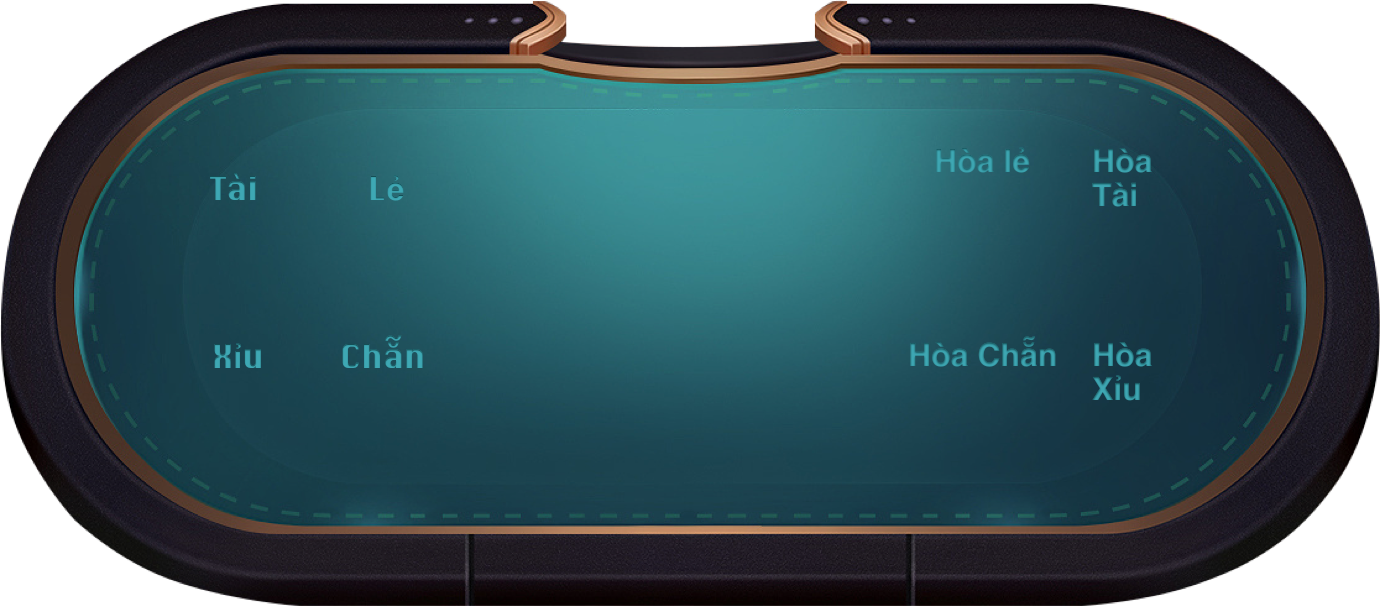 Tài
Lẻ
Hòa lẻ
Hòa
Tài
Xỉu
Chẵn
Hòa Chẵn
Hòa
Xỉu